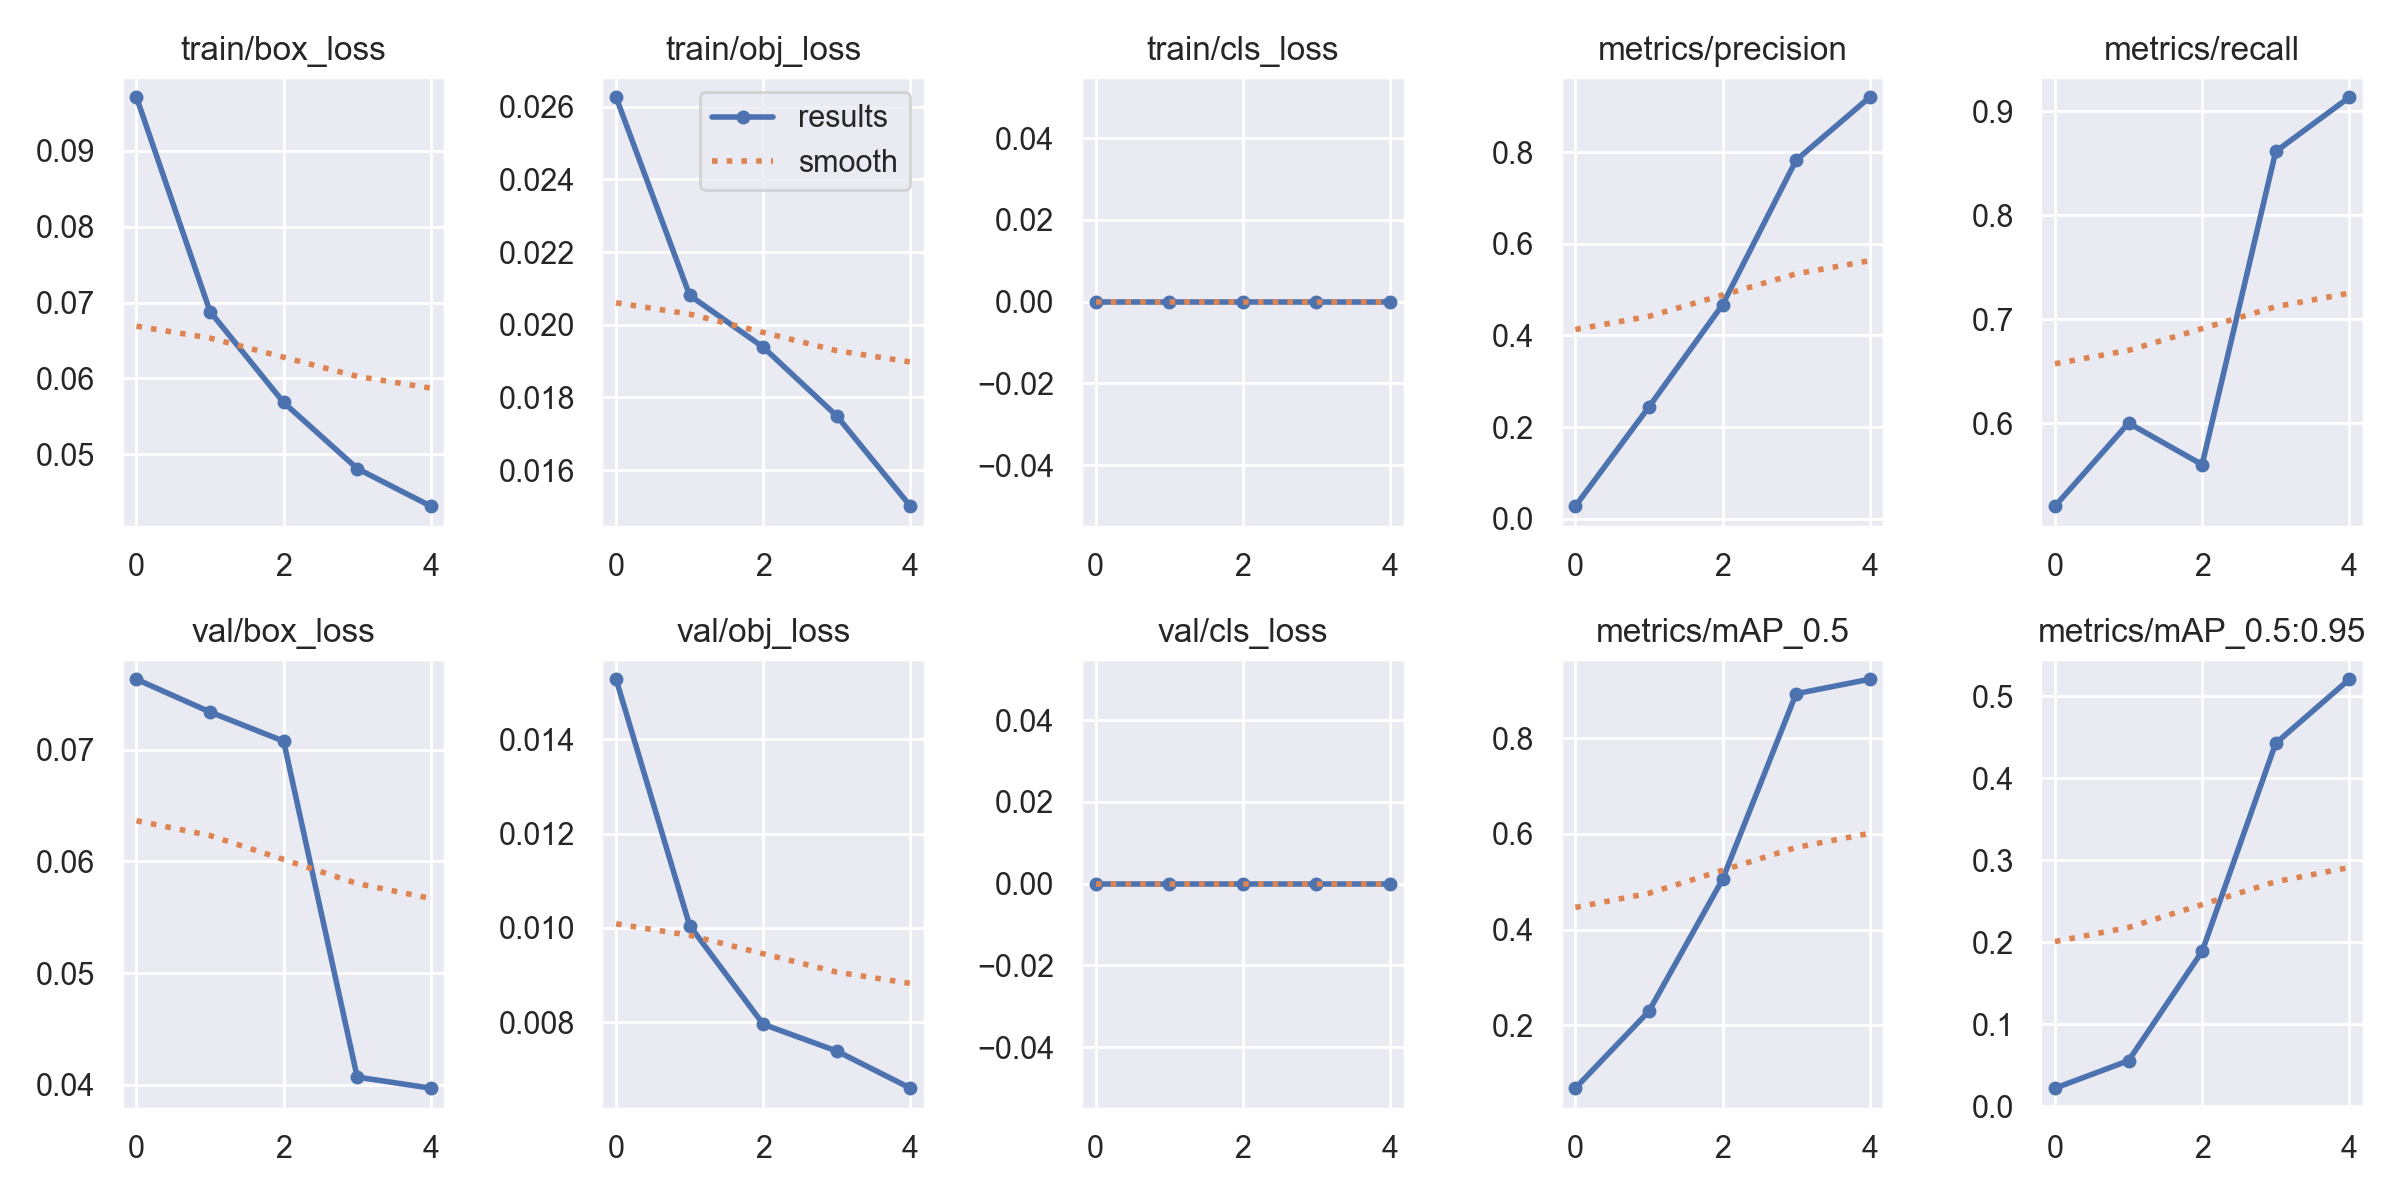 train/box_loss
0.09
0.08
0.07
0.06
0.05
0 2 4
train/obj_loss
results
smooth
0.026
0.024
0.022
0.020
0.018
0.016
0 2 4
train/cls_loss
0.04
0.02
0.00
−0.02
−0.04
0 2 4
metrics/precision
0.8
0.6
0.4
0.2
0.0
0 2 4
metrics/recall
0.9
0.8
0.7
0.6
0 2 4
val/box_loss
0.07
0.06
0.05
0.04
0 2 4
val/obj_loss
0.014
0.012
0.010
0.008
0 2 4
val/cls_loss
0.04
0.02
0.00
−0.02
−0.04
0 2 4
metrics/mAP_0.5
0.8
0.6
0.4
0.2
0 2 4
metrics/mAP_0.5:0.95
0.5
0.4
0.3
0.2
0.1
0.0
0 2 4